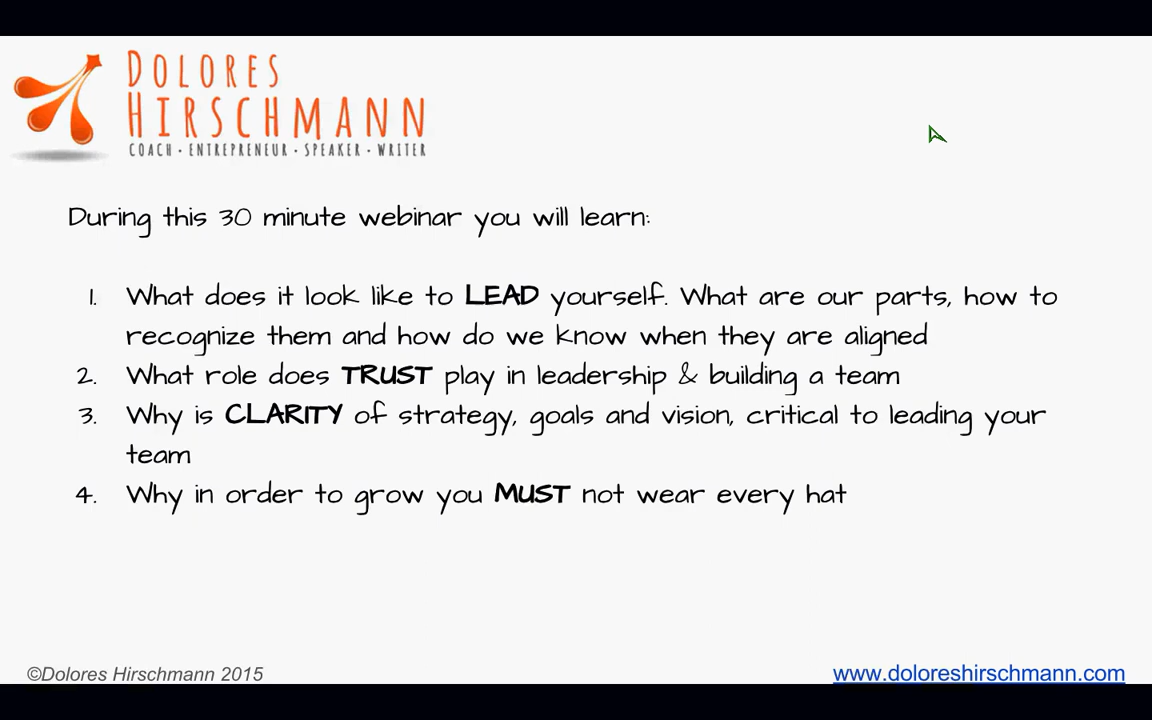 DOLORES
HIRSCHMANN
COACH · ENTREPRENEUR · SPEAKER · WRITER
During this 30 minute webinar you will learn:
1. What does it look like to LEAD yourself. What are our parts, how to
recognize them and how do we know when they are aligned
2. What role does TRUST play in leadership & building a team
3. Why is CLARITY of strategy, goals and vision, critical to leading your
team
4. Why in order to grow you MUST not wear every hat
©Dolores Hirschmann 2015
www.doloreshirschmann.com